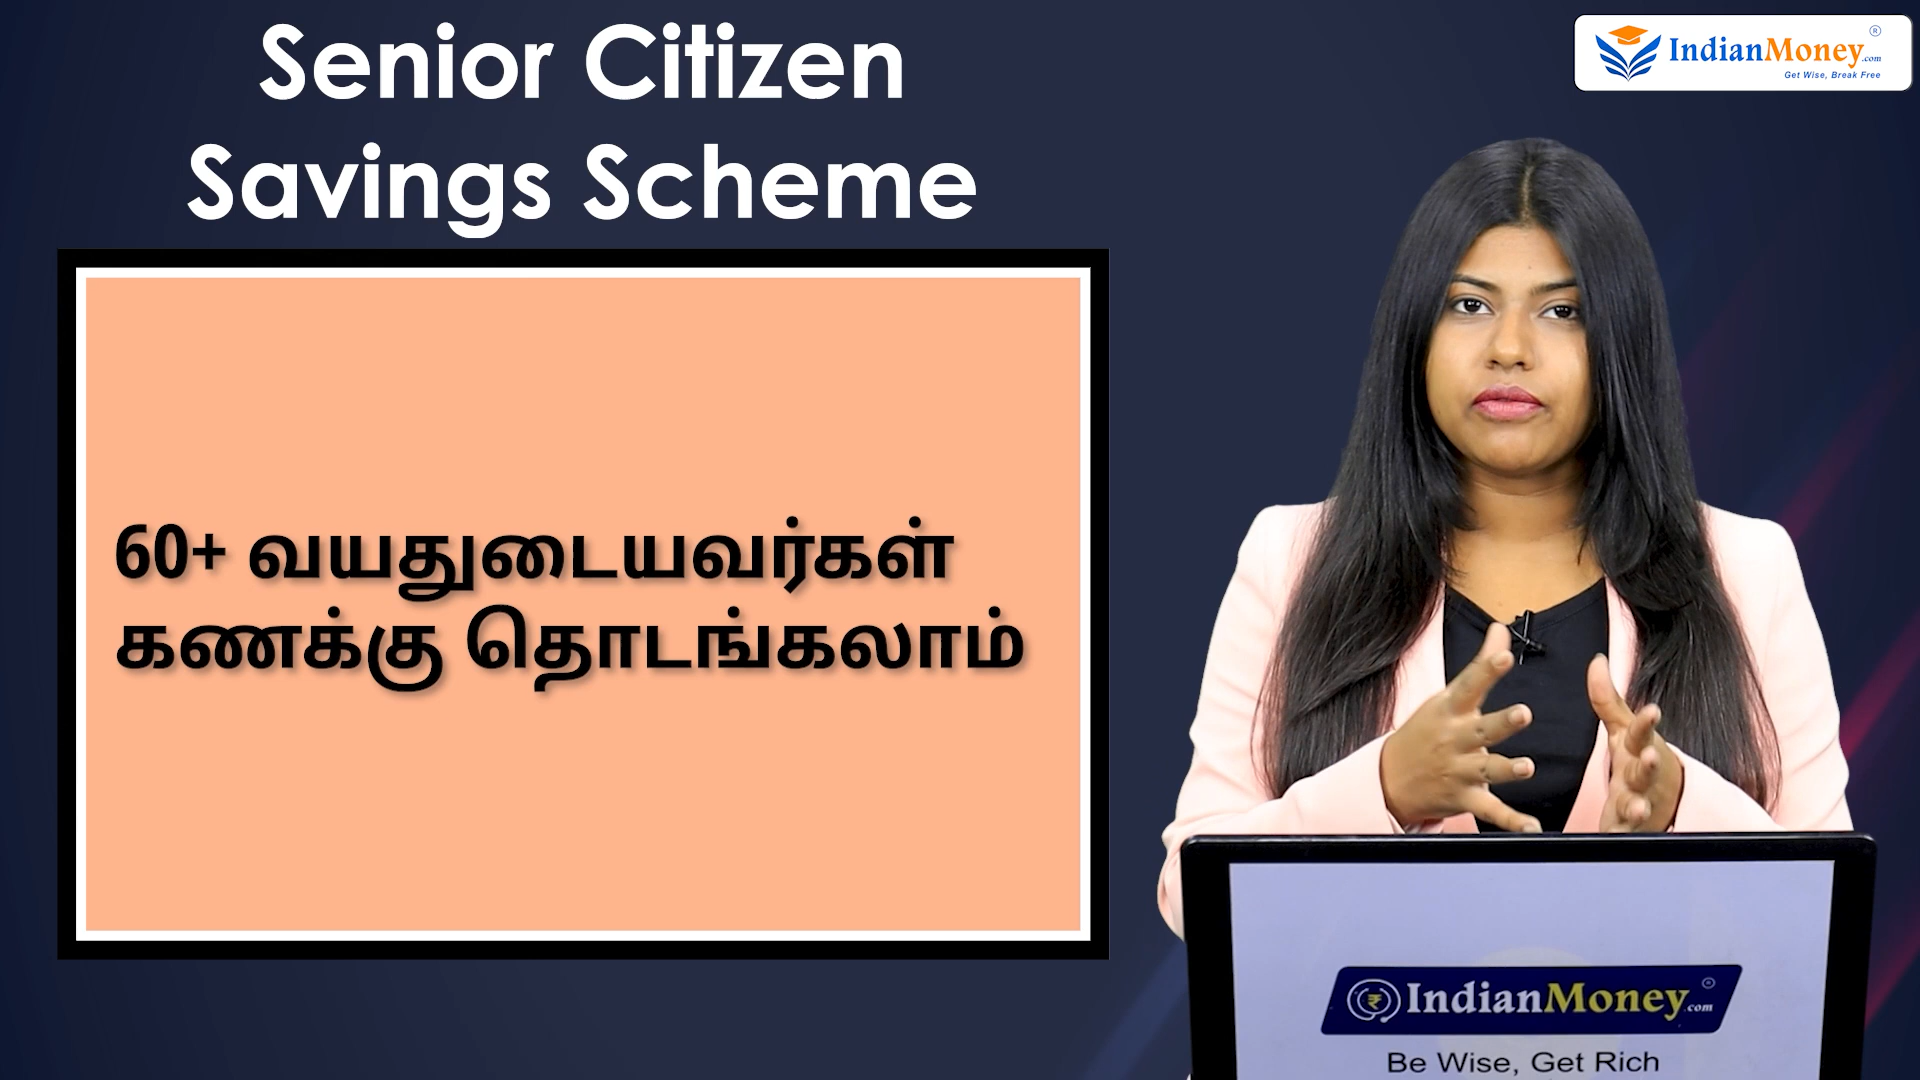 Senior Citizen
Savings Scheme
IndianMoney.com ®
Get Wise, Break Free
60+ வயதுடையவர்கள்
கணக்கு தொடங்கலாம்
₹ IndianMoney.com ®
Be Wise, Get Rich